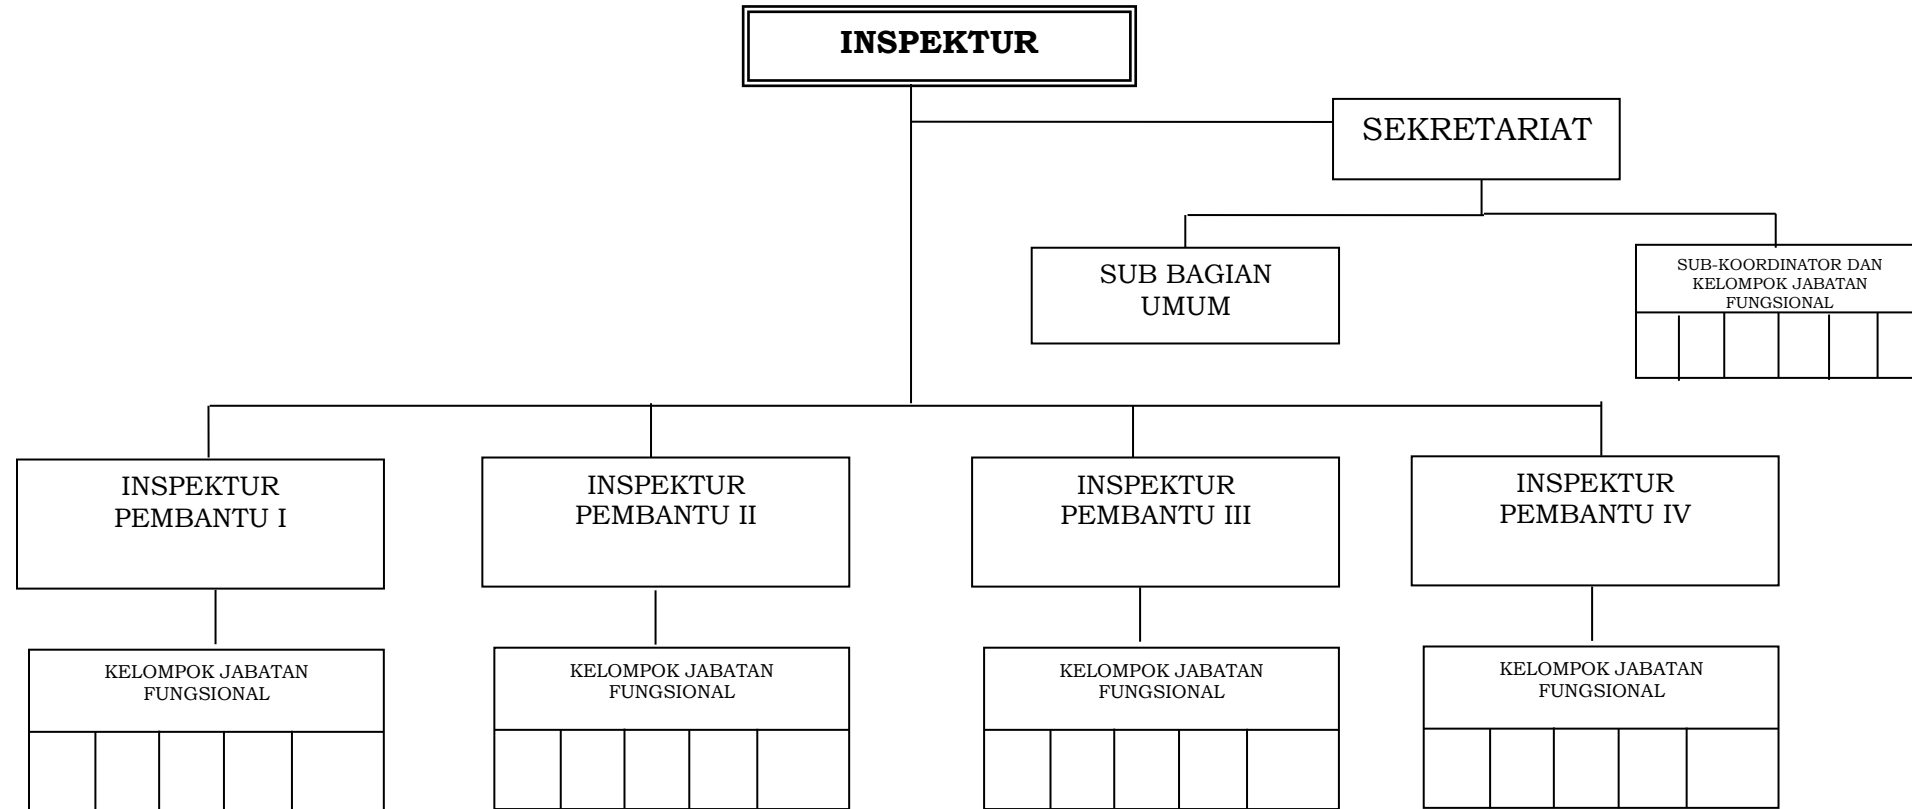 INSPEKTUR
SEKRETARIAT
SUB BAGIAN
UMUM
SUB-KOORDINATOR DAN
KELOMPOK JABATAN
FUNGSIONAL
INSPEKTUR
PEMBANTU I
INSPEKTUR
PEMBANTU II
INSPEKTUR
PEMBANTU III
INSPEKTUR
PEMBANTU IV
KELOMPOK JABATAN
FUNGSIONAL
KELOMPOK JABATAN
FUNGSIONAL
KELOMPOK JABATAN
FUNGSIONAL
KELOMPOK JABATAN
FUNGSIONAL